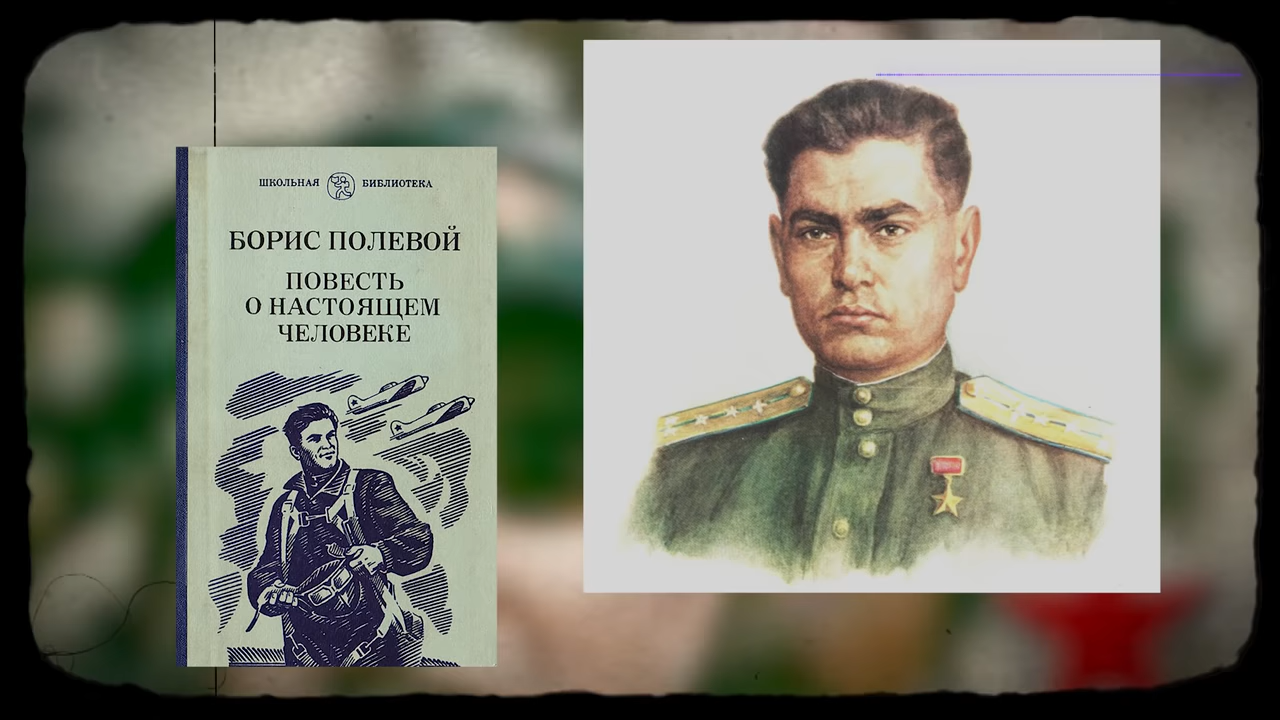 ШКОЛЬНАЯ БИБЛИОТЕКА
БОРИС ПОЛЕВОЙ
ПОВЕСТЬ
О НАСТОЯЩЕМ
ЧЕЛОВЕКЕ